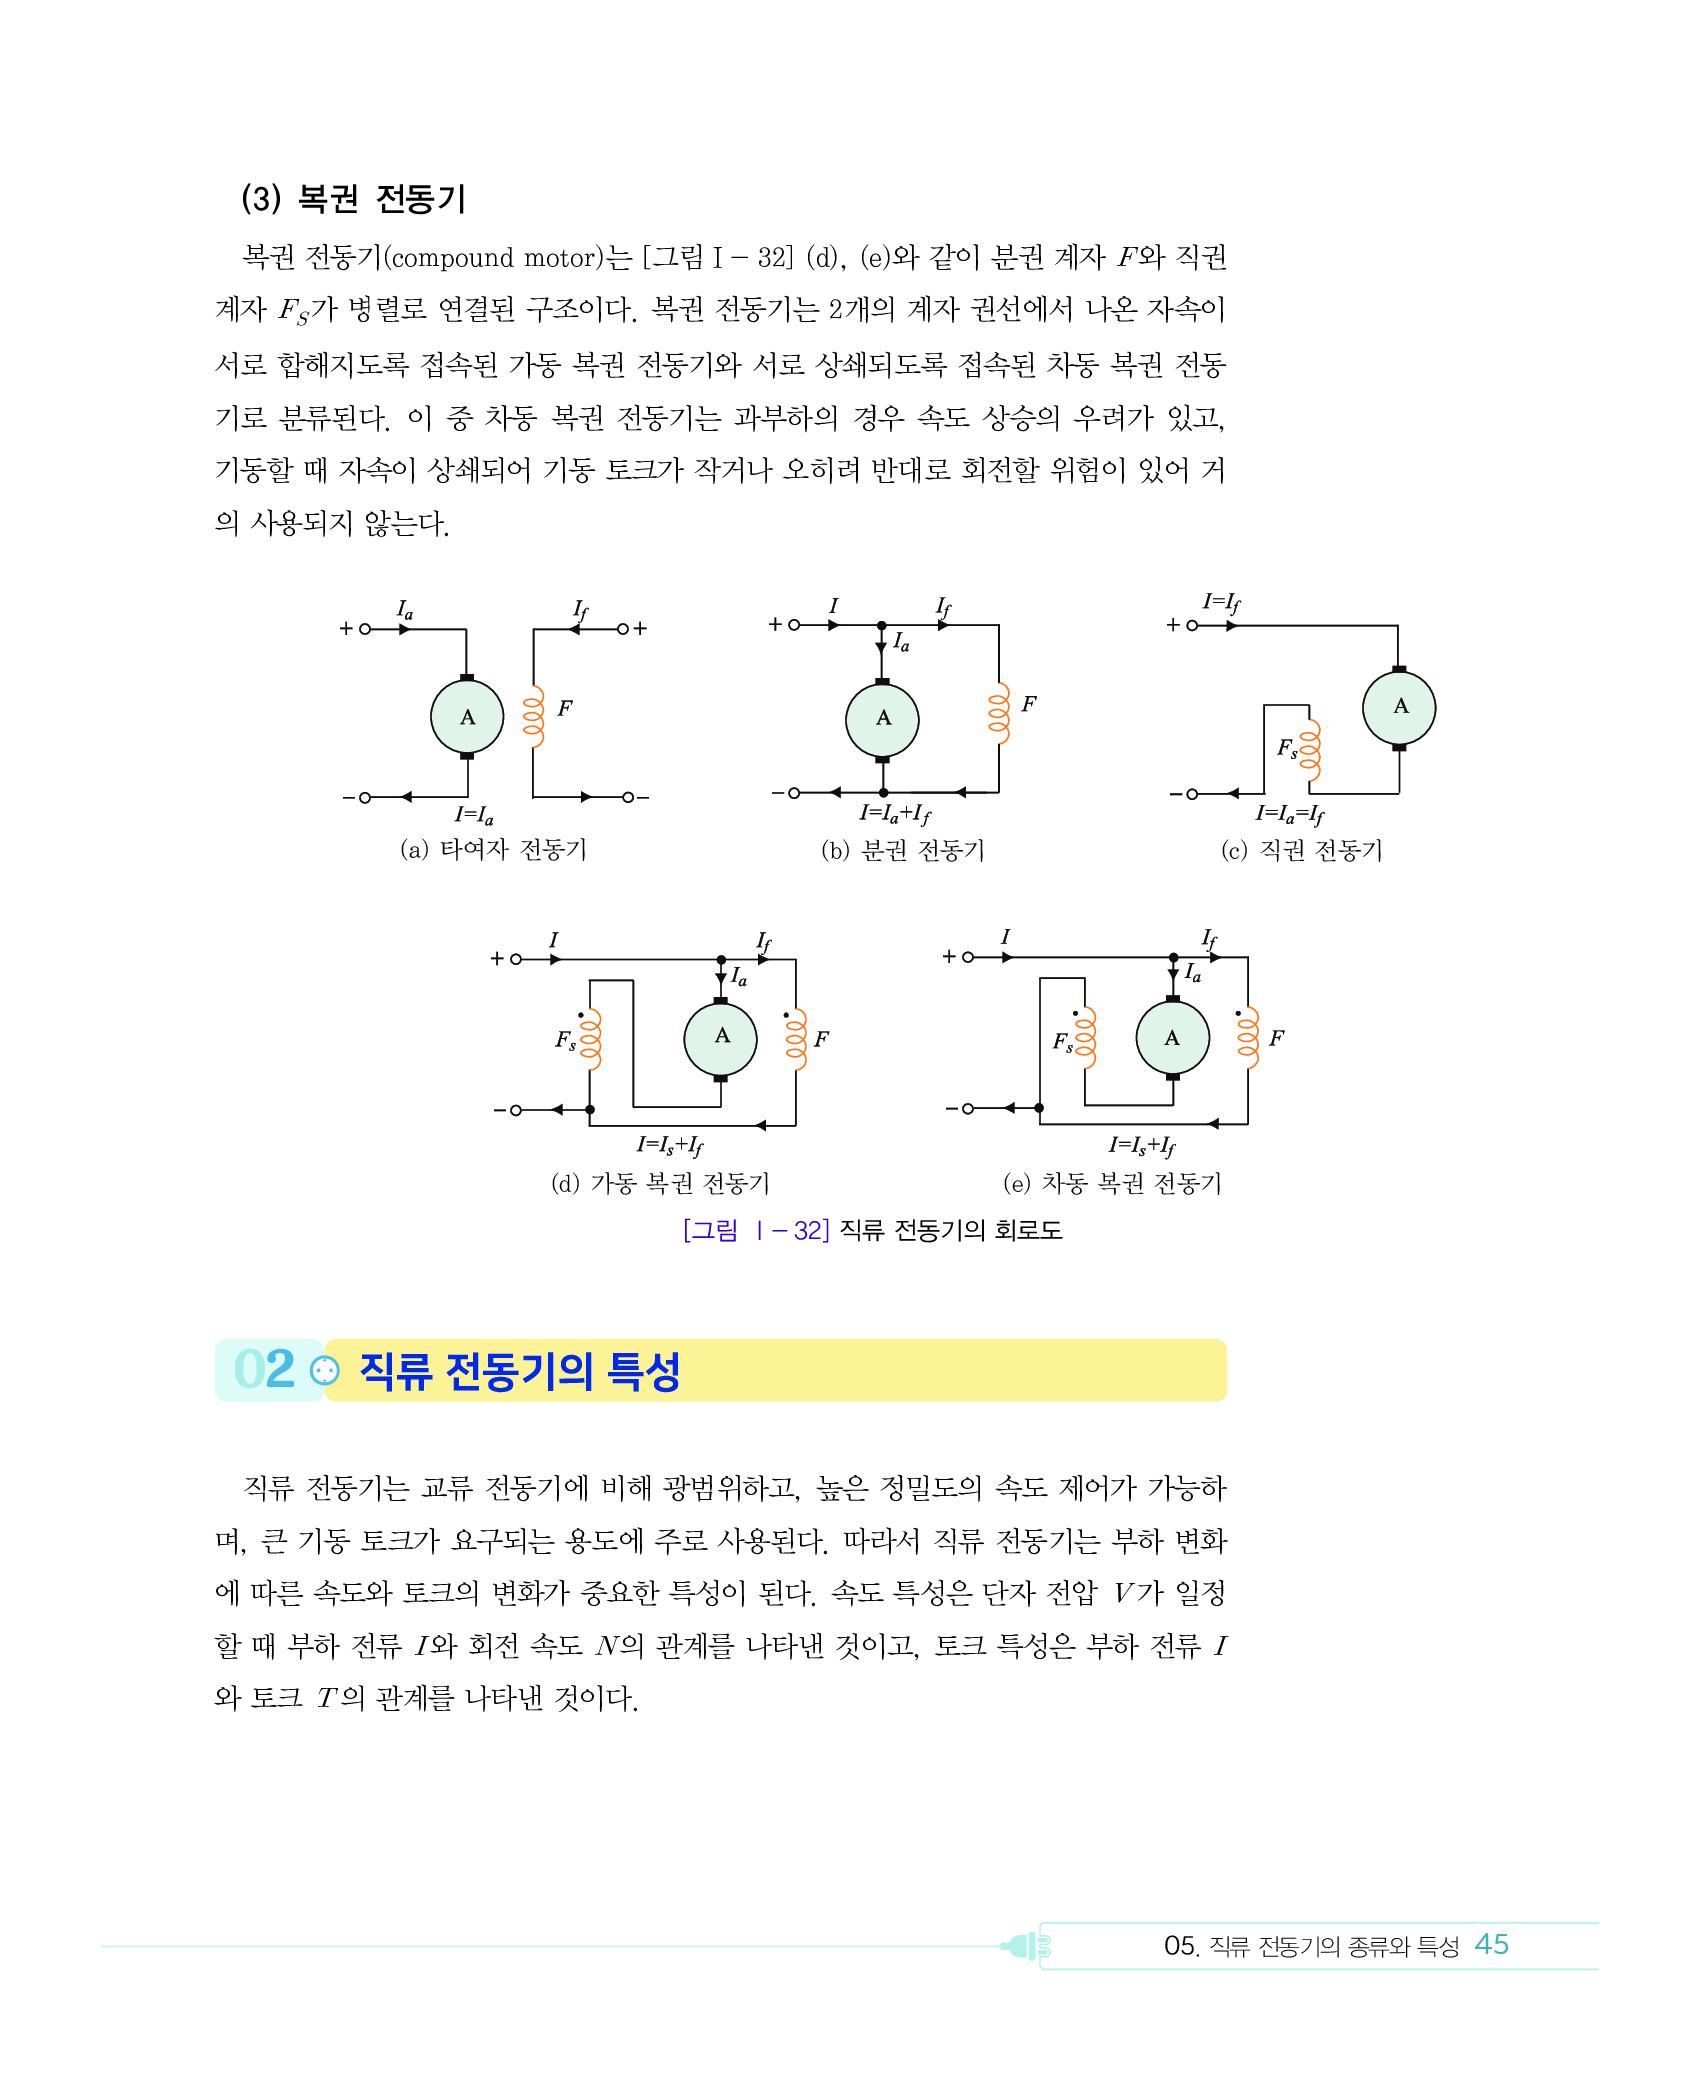 (3) 복권 전동기
복권 전동기(compound motor)는 [그림 Ⅰ- 32] (d), (e)와 같이 분권 계자 F와 직권
계자 F_S가 병렬로 연결된 구조이다. 복권 전동기는 2개의 계자 권선에서 나온 자속이
서로 합해지도록 접속된 가동 복권 전동기와 서로 상쇄되도록 접속된 차동 복권 전동
기로 분류된다. 이 중 차동 복권 전동기는 과부하의 경우 속도 상승의 우려가 있고,
기동할 때 자속이 상쇄되어 기동 토크가 작거나 오히려 반대로 회전할 위험이 있어 거
의 사용되지 않는다.
I_a I_f
+ +
A F
− −
I=I_a
(a) 타여자 전동기
I I_f
+ I_a
A F
−
I=I_a+I_f
(b) 분권 전동기
I=I_f
+
A
F_s
−
I=I_a=I_f
(c) 직권 전동기
I I_f
+ I_a
F_s A F
−
I=I_s+I_f
(d) 가동 복권 전동기
I I_f
+ I_a
F_s A F
−
I=I_s+I_f
(e) 차동 복권 전동기
[그림 Ⅰ- 32] 직류 전동기의 회로도
02 직류 전동기의 특성
직류 전동기는 교류 전동기에 비해 광범위하고, 높은 정밀도의 속도 제어가 가능하
며, 큰 기동 토크가 요구되는 용도에 주로 사용된다. 따라서 직류 전동기는 부하 변화
에 따른 속도와 토크의 변화가 중요한 특성이 된다. 속도 특성은 단자 전압 V가 일정
할 때 부하 전류 I와 회전 속도 N의 관계를 나타낸 것이고, 토크 특성은 부하 전류 I
와 토크 T의 관계를 나타낸 것이다.
05. 직류 전동기의 종류와 특성 45